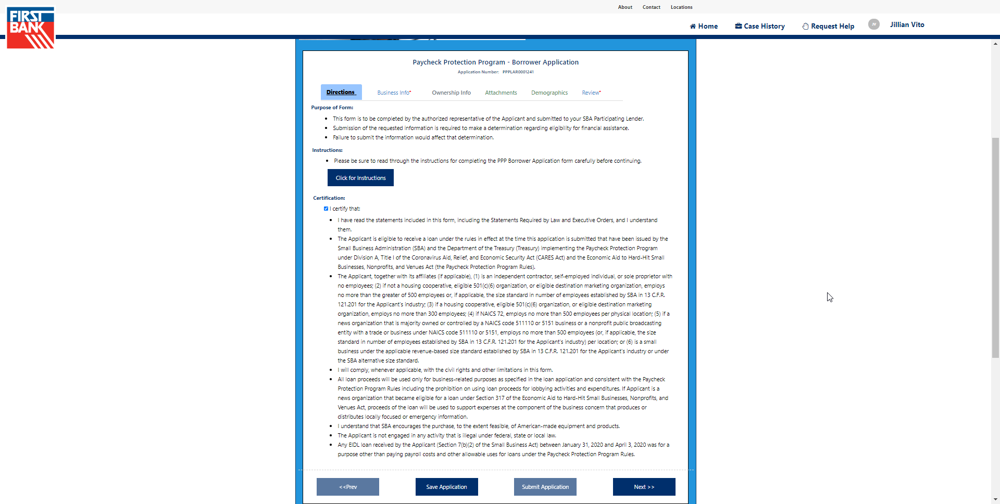 About Contact Locations
FIRST
BANK
Home Case History Request Help JV Jillian Vito
Paycheck Protection Program - Borrower Application
Application Number: PPPLAR0001241
Directions Business Info* Ownership Info Attachments Demographics Review*
Purpose of Form:
• This form is to be completed by the authorized representative of the Applicant and submitted to your SBA Participating Lender.
• Submission of the requested information is required to make a determination regarding eligibility for financial assistance.
• Failure to submit the information would affect that determination.
Instructions:
• Please be sure to read through the instructions for completing the PPP Borrower Application form carefully before continuing.
Click for Instructions
Certification:
I certify that:
• I have read the statements included in this form, including the Statements Required by Law and Executive Orders, and I understand
them.
• The Applicant is eligible to receive a loan under the rules in effect at the time this application is submitted that have been issued by the
Small Business Administration (SBA) and the Department of the Treasury (Treasury) implementing the Paycheck Protection Program
under Division A, Title I of the Coronavirus Aid, Relief, and Economic Security Act (CARES Act) and the Economic Aid to Hard-Hit Small
Businesses, Nonprofits, and Venues Act (the Paycheck Protection Program Rules).
• The Applicant, together with its affiliates (if applicable), (1) is an independent contractor, self-employed individual, or sole proprietor with
no employees; (2) if not a housing cooperative, eligible 501(c)(6) organization, or eligible destination marketing organization, employs
no more than the greater of 500 employees or, if applicable, the size standard in number of employees established by SBA in 13 C.F.R.
121.201 for the Applicant's industry; (3) if a housing cooperative, eligible 501(c)(6) organization, or eligible destination marketing
organization, employs no more than 300 employees; (4) if NAICS 72, employs no more than 500 employees per physical location; (5) if a
news organization that is majority owned or controlled by a NAICS code 511110 or 5151 business or a nonprofit public broadcasting
entity with a trade or business under NAICS code 511110 or 5151, employs no more than 500 employees (or, if applicable, the size
standard in number of employees established by SBA in 13 C.F.R. 121.201 for the Applicant's industry) per location; or (6) is a small
business under the applicable revenue-based size standard established by SBA in 13 C.F.R. 121.201 for the Applicant's industry or under
the SBA alternative size standard.
• I will comply, whenever applicable, with the civil rights and other limitations in this form.
• All loan proceeds will be used only for business-related purposes as specified in the loan application and consistent with the Paycheck
Protection Program Rules including the prohibition on using loan proceeds for lobbying activities and expenditures. If Applicant is a
news organization that became eligible for a loan under Section 317 of the Economic Aid to Hard-Hit Small Businesses, Nonprofits, and
Venues Act, proceeds of the loan will be used to support expenses at the component of the business concern that produces or
distributes locally focused or emergency information.
• I understand that SBA encourages the purchase, to the extent feasible, of American-made equipment and products.
• The Applicant is not engaged in any activity that is illegal under federal, state or local law.
• Any EIDL loan received by the Applicant (Section 7(b)(2) of the Small Business Act) between January 31, 2020 and April 3, 2020 was for a
purpose other than paying payroll costs and other allowable uses for loans under the Paycheck Protection Program Rules.
<<Prev Save Application Submit Application Next >>